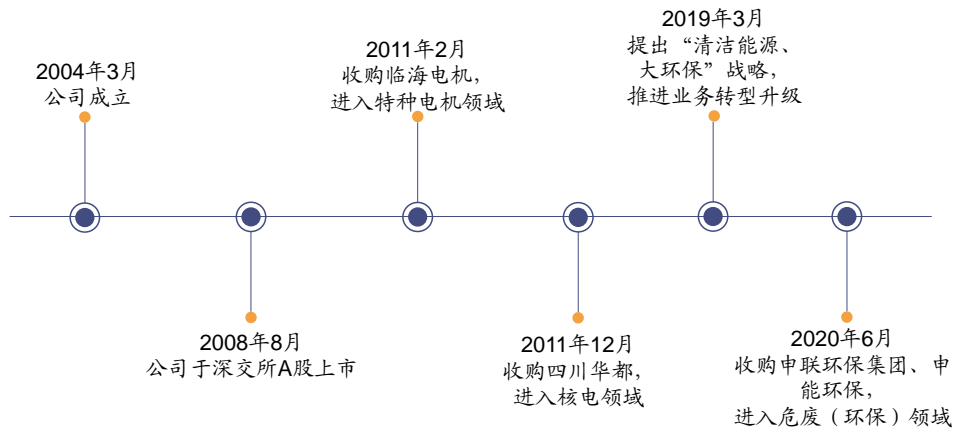 2004年3月
公司成立
2008年8月
公司于深交所A股上市
2011年2月
收购临海电机,
进入特种电机领域
2011年12月
收购四川华都,
进入核电领域
2019年3月
提出“清洁能源、
大环保”战略,
推进业务转型升级
2020年6月
收购申联环保集团、申
能环保,
进入危废（环保）领域